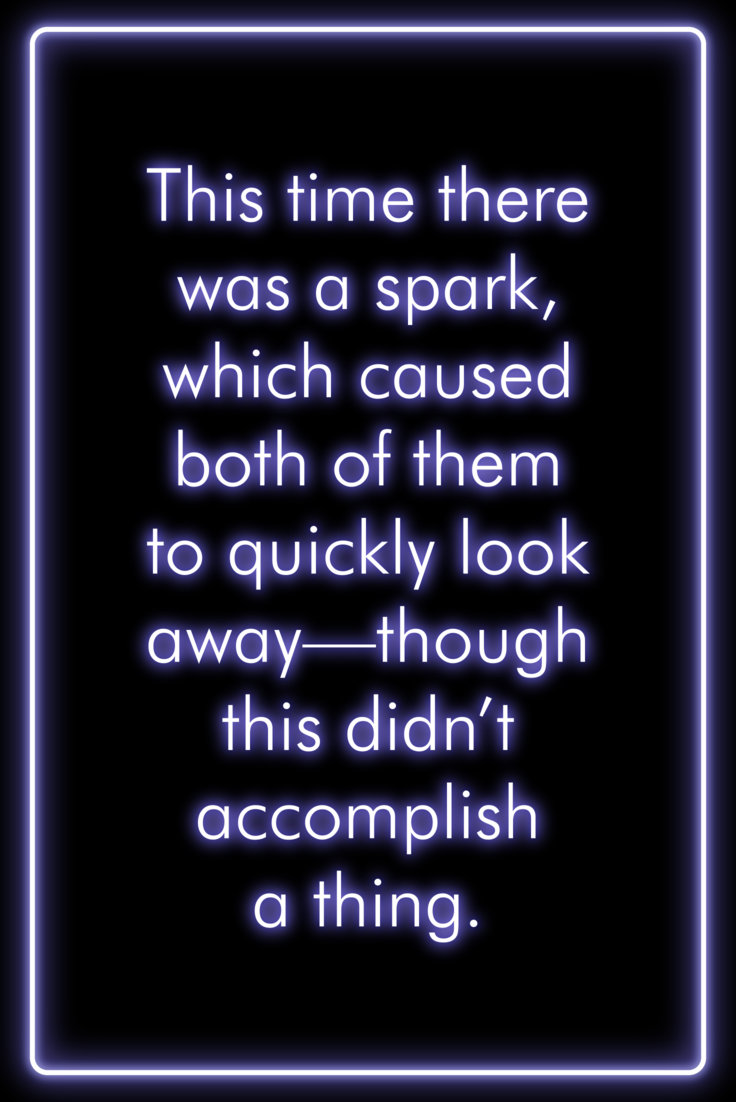 This time there
was a spark,
which caused
both of them
to quickly look
away—though
this didn’t
accomplish
a thing.